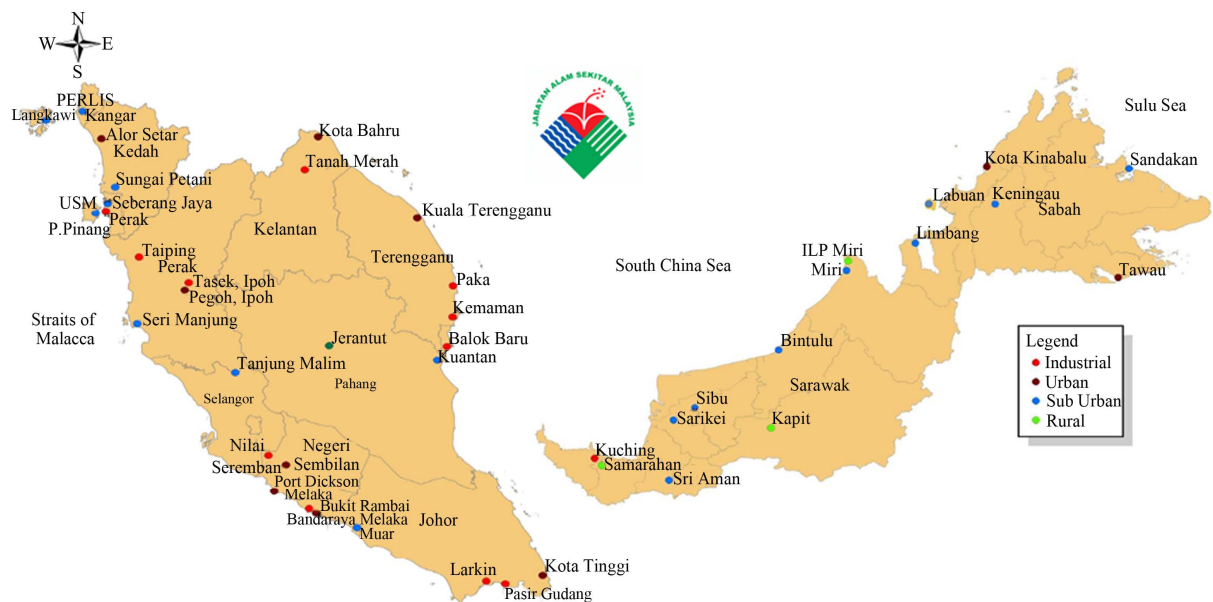 N
W E
S
PERLIS
Langkawi
Kangar
Alor Setar
Kedah
Sungai Petani
USM
Seberang Jaya
P.Pinang
Perak
Taiping
Perak
Tasek, Ipoh
Pegoh, Ipoh
Straits of
Malacca
Seri Manjung
Tanjung Malim
Selangor
Kota Bahru
Tanah Merah
Kelantan
Kuala Terengganu
Terengganu
Paka
Kemaman
Balok Baru
Kuantan
Jerantut
Pahang
Nilai
Negeri
Seremban
Sembilan
Port Dickson
Melaka
Bukit Rambai
Bandaraya Melaka
Muar
Johor
Larkin
Kota Tinggi
Pasir Gudang
JABATAN ALAM SEKITAR MALAYSIA
South China Sea
Sulu Sea
Kota Kinabalu
Sandakan
Labuan
Keningau
Sabah
Limbang
ILP Miri
Miri
Tawau
Bintulu
Sarawak
Sibu
Sarikei
Kapit
Kuching
Samarahan
Sri Aman
Legend
Industrial
Urban
Sub Urban
Rural